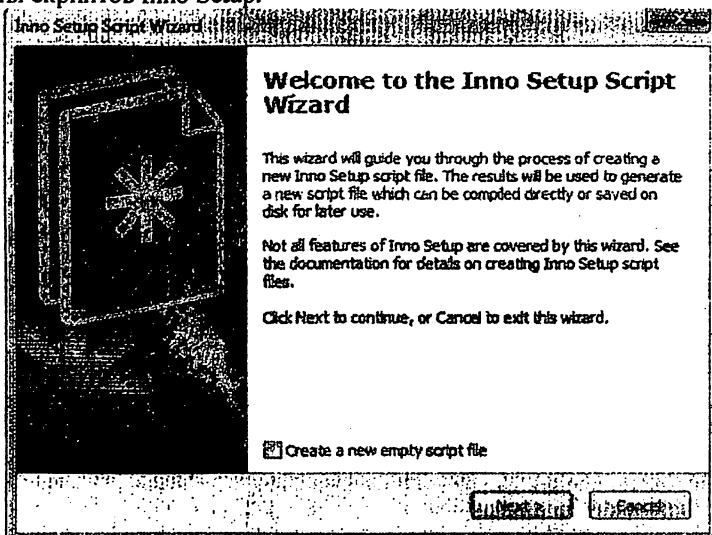 скриптов Inno Setup.
Inno Setup Script Wizard
Welcome to the Inno Setup Script
Wizard
This wizard will guide you through the process of creating a
new Inno Setup script file. The results will be used to generate
a new script file which can be compiled directly or saved on
disk for later use.
Not all features of Inno Setup are covered by this wizard. See
the documentation for details on creating Inno Setup script
files.
Click Next to continue, or Cancel to exit this wizard.
Create a new empty script file
Next >
Cancel